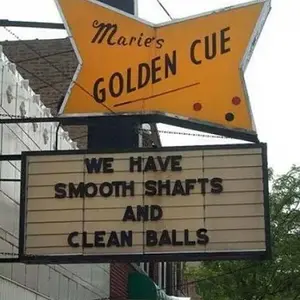 Marie's
GOLDEN CUE
WE HAVE
SMOOTH SHAFTS
AND
CLEAN BALLS